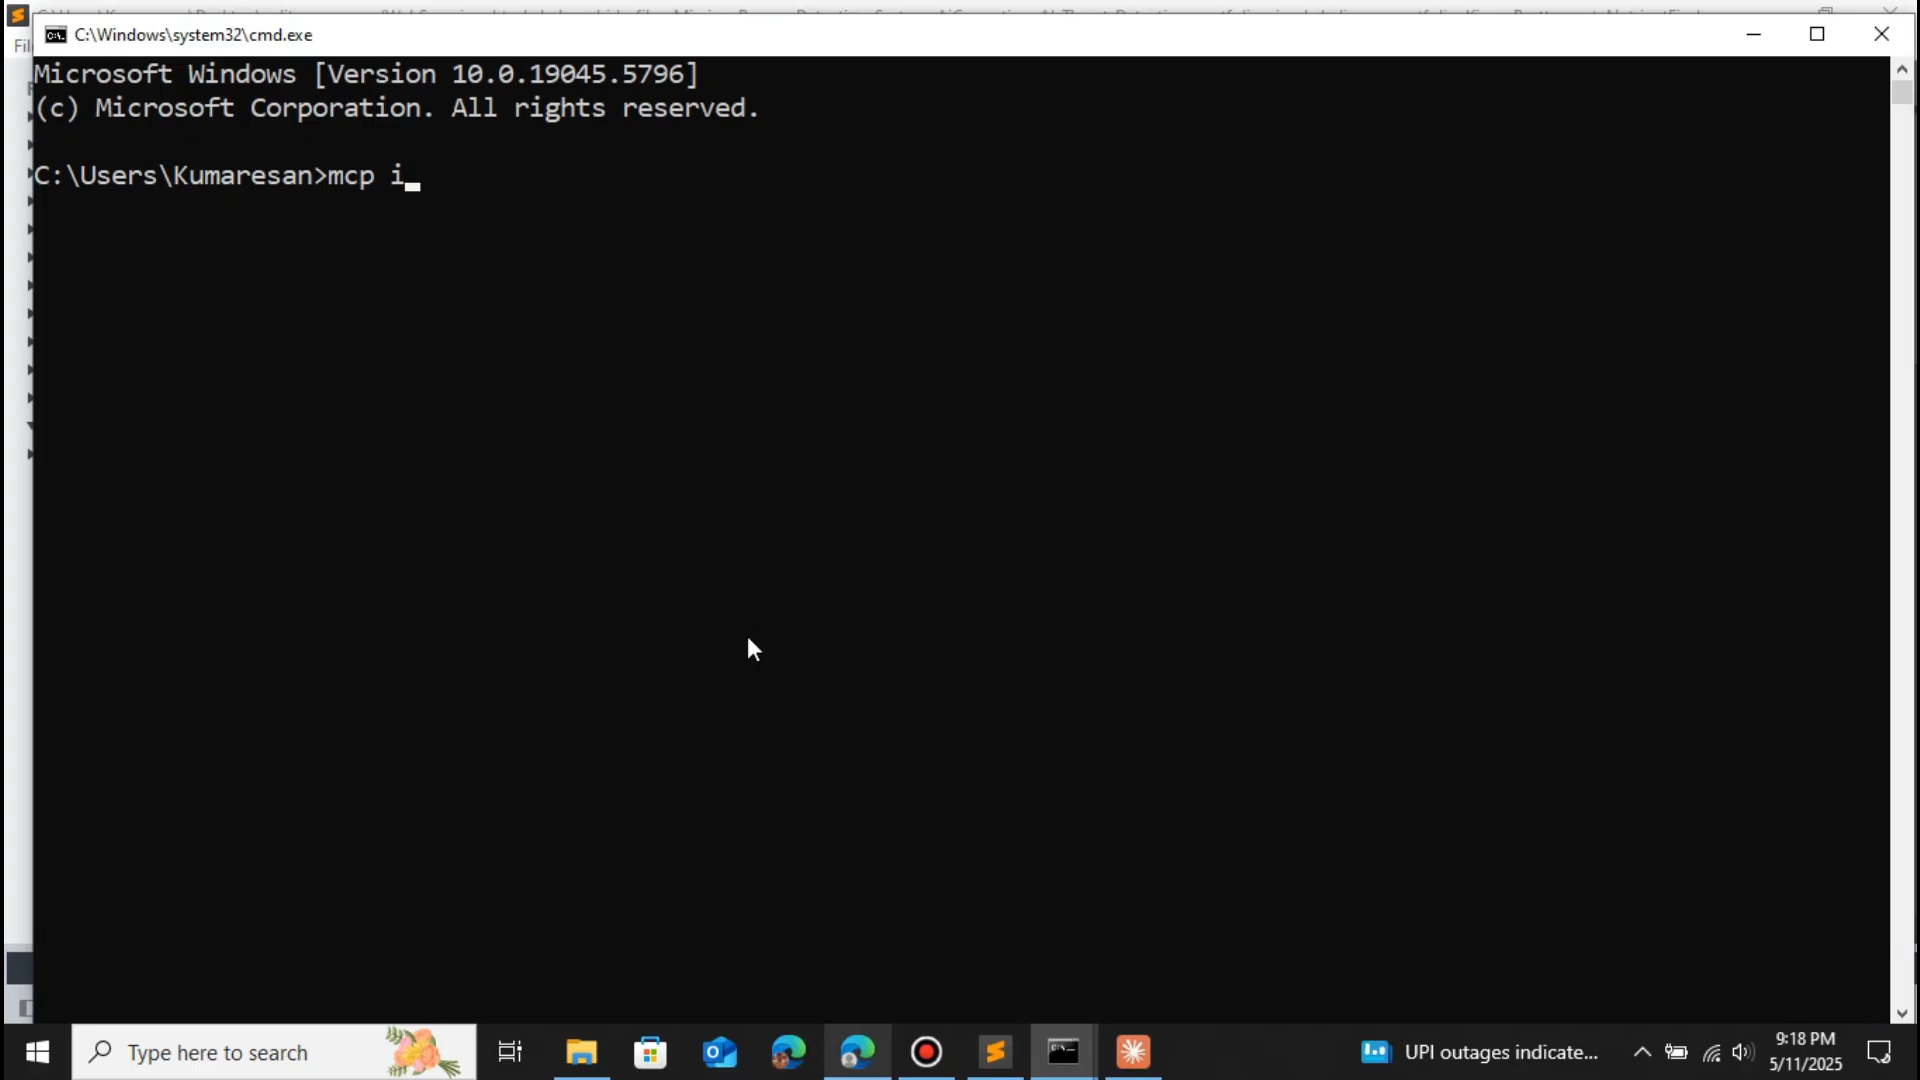 C:\Windows\system32\cmd.exe
Fil
Microsoft Windows [Version 10.0.19045.5796]
(c) Microsoft Corporation. All rights reserved.
C:\Users\Kumaresan>mcp i
Type here to search
UPI outages indicate...
9:18 PM
5/11/2025